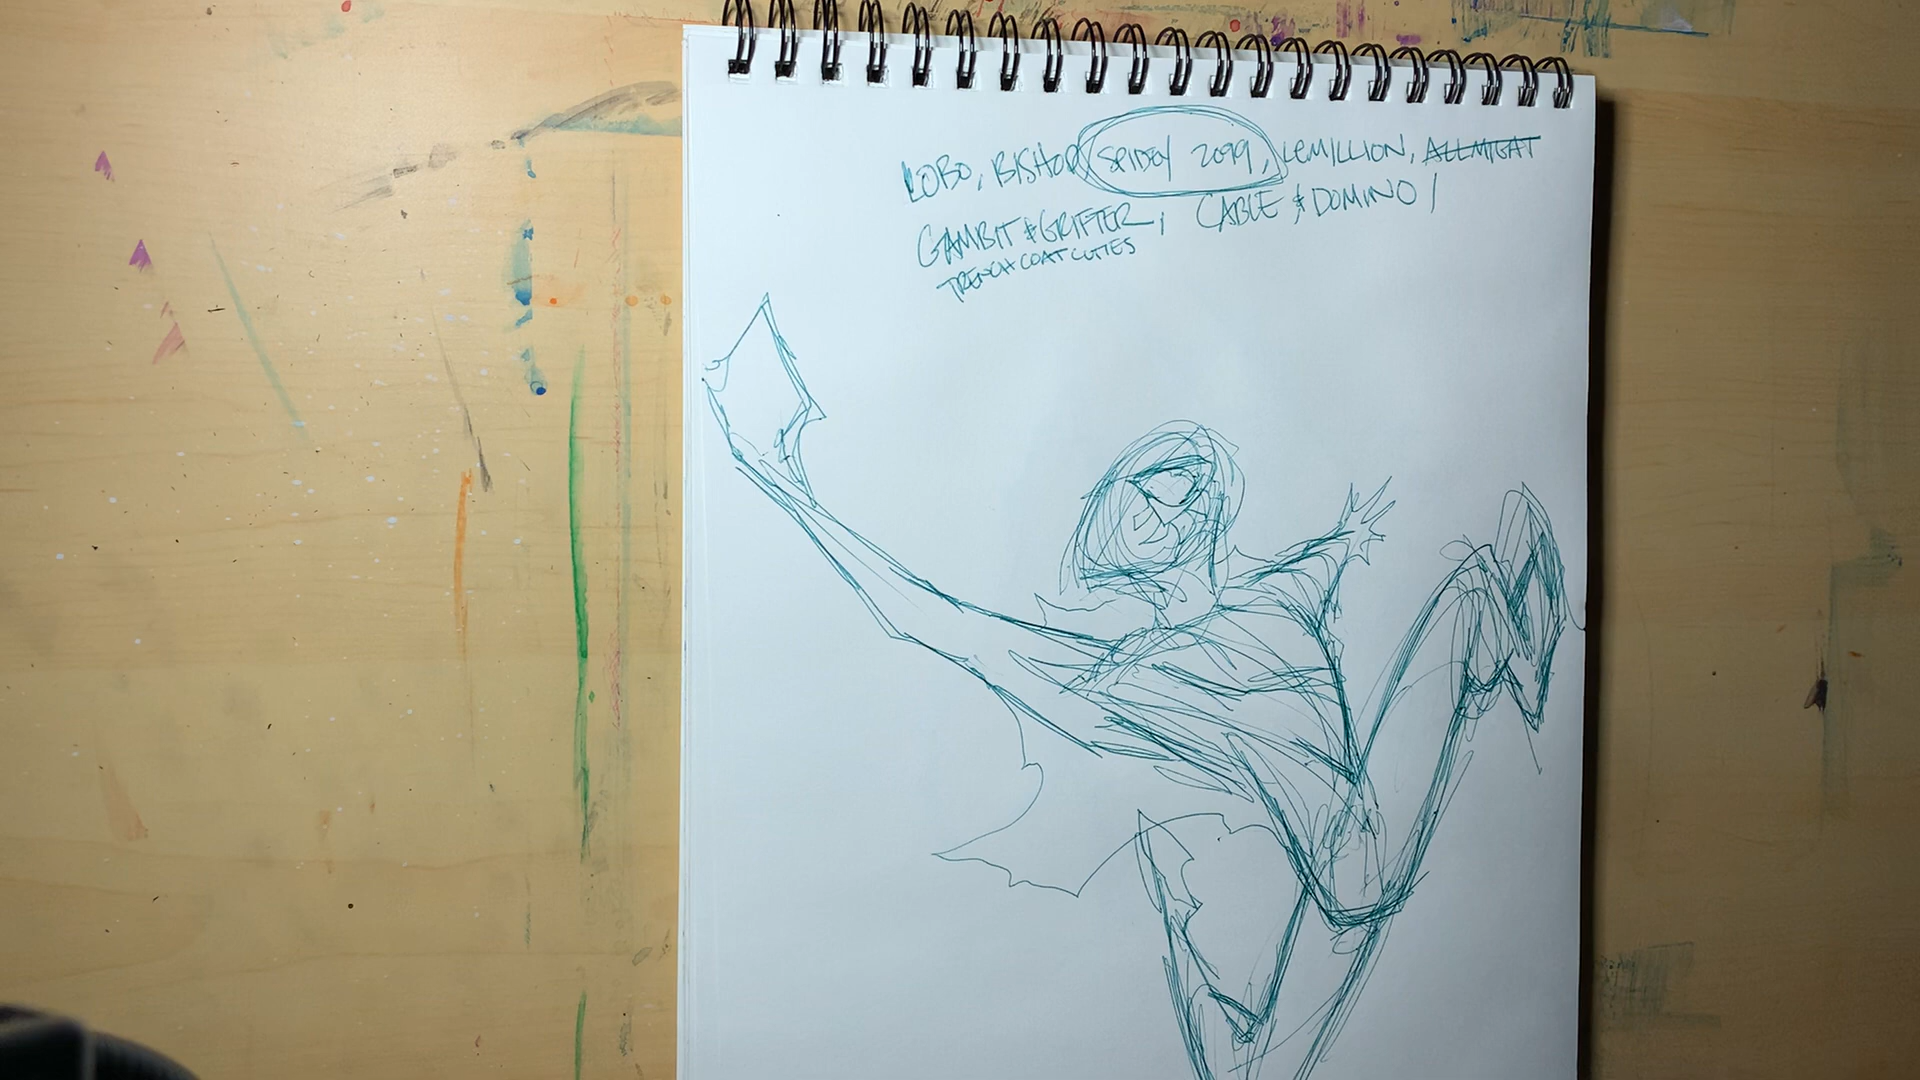 LOBO, BISHOP, SPIDEY 2099, LEMILLION, ALLMIGHT
GAMBIT & GRIFTER, CABLE & DOMINO /
TRENCH COAT CUTIES